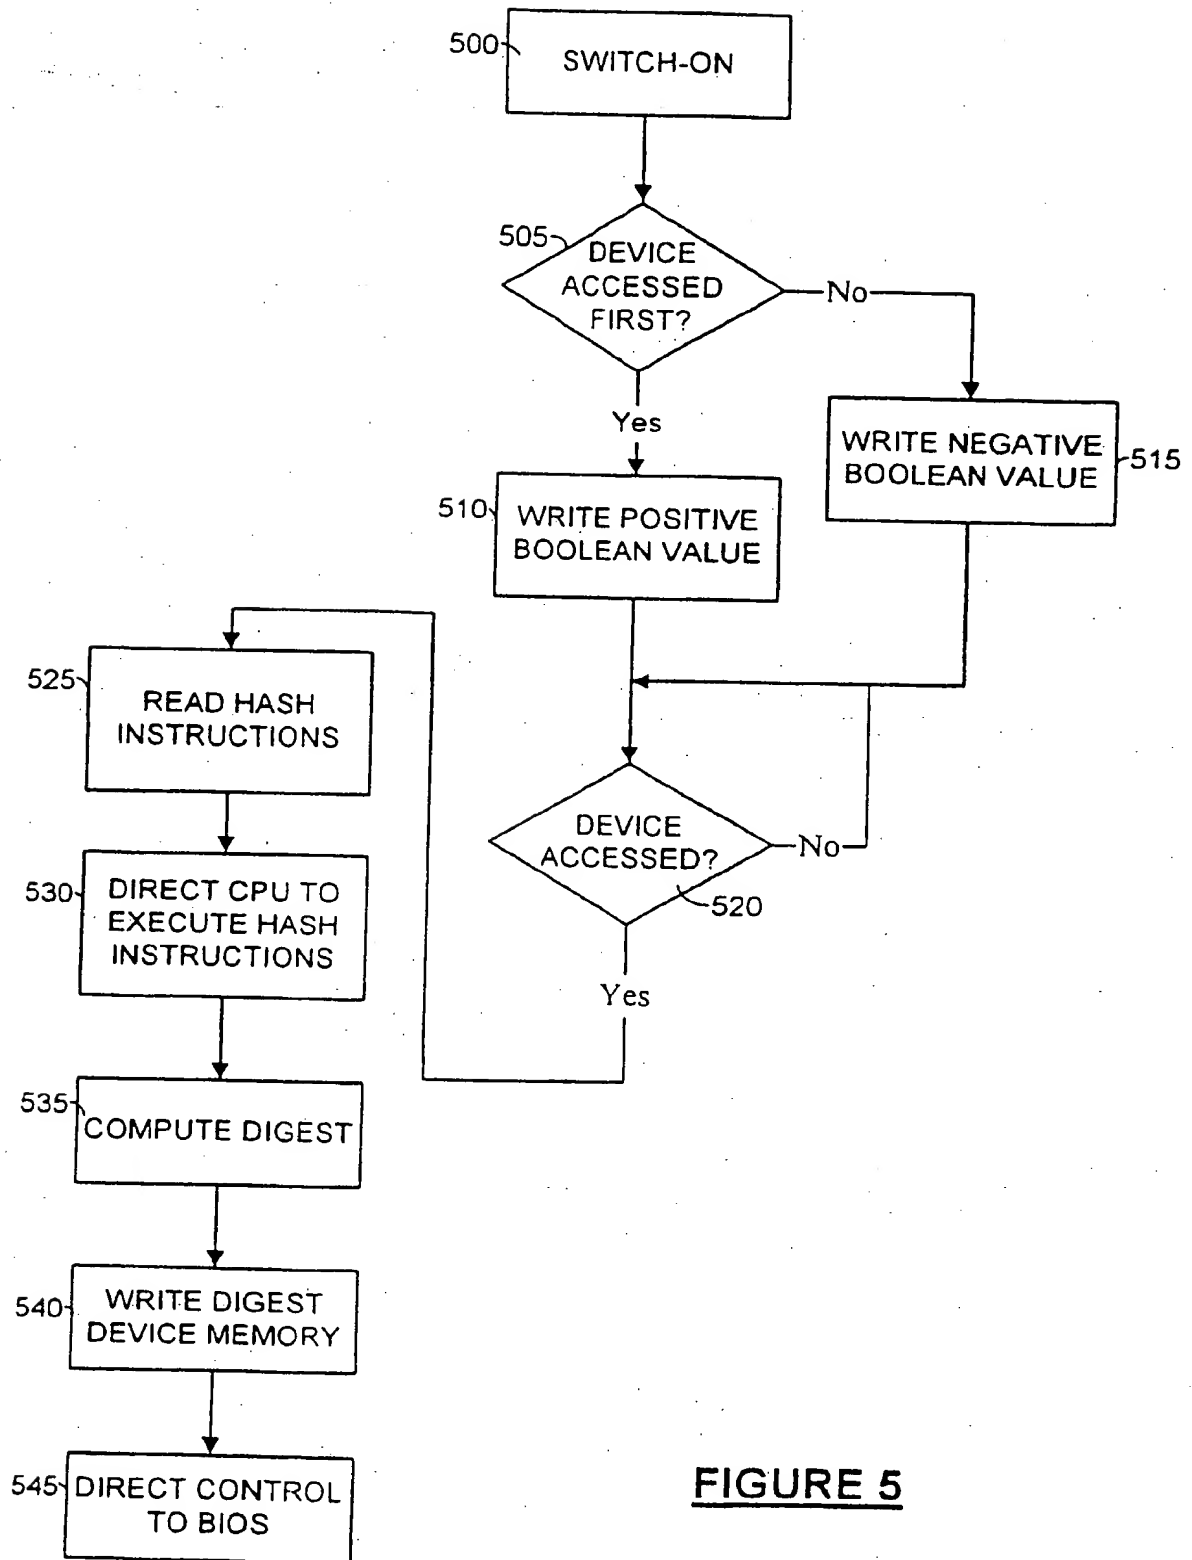 500
SWITCH-ON
505
DEVICE
ACCESSED
FIRST?
No
Yes
WRITE NEGATIVE
BOOLEAN VALUE
515
510
WRITE POSITIVE
BOOLEAN VALUE
525
READ HASH
INSTRUCTIONS
DEVICE
ACCESSED?
No
520
530
DIRECT CPU TO
EXECUTE HASH
INSTRUCTIONS
Yes
535
COMPUTE DIGEST
540
WRITE DIGEST
DEVICE MEMORY
545
DIRECT CONTROL
TO BIOS
FIGURE 5